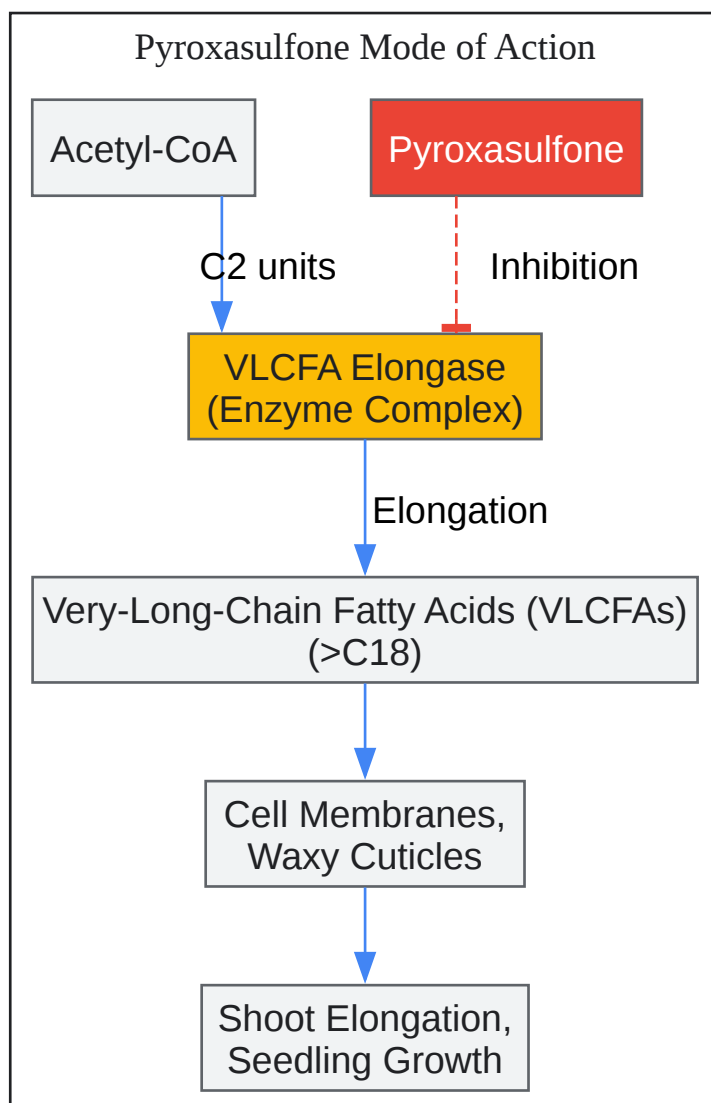 Pyroxasulfone Mode of Action
Acetyl-CoA
Pyroxasulfone
C2 units
Inhibition
VLCFA Elongase
(Enzyme Complex)
Elongation
Very-Long-Chain Fatty Acids (VLCFAs)
(>C18)
Cell Membranes,
Waxy Cuticles
Shoot Elongation,
Seedling Growth